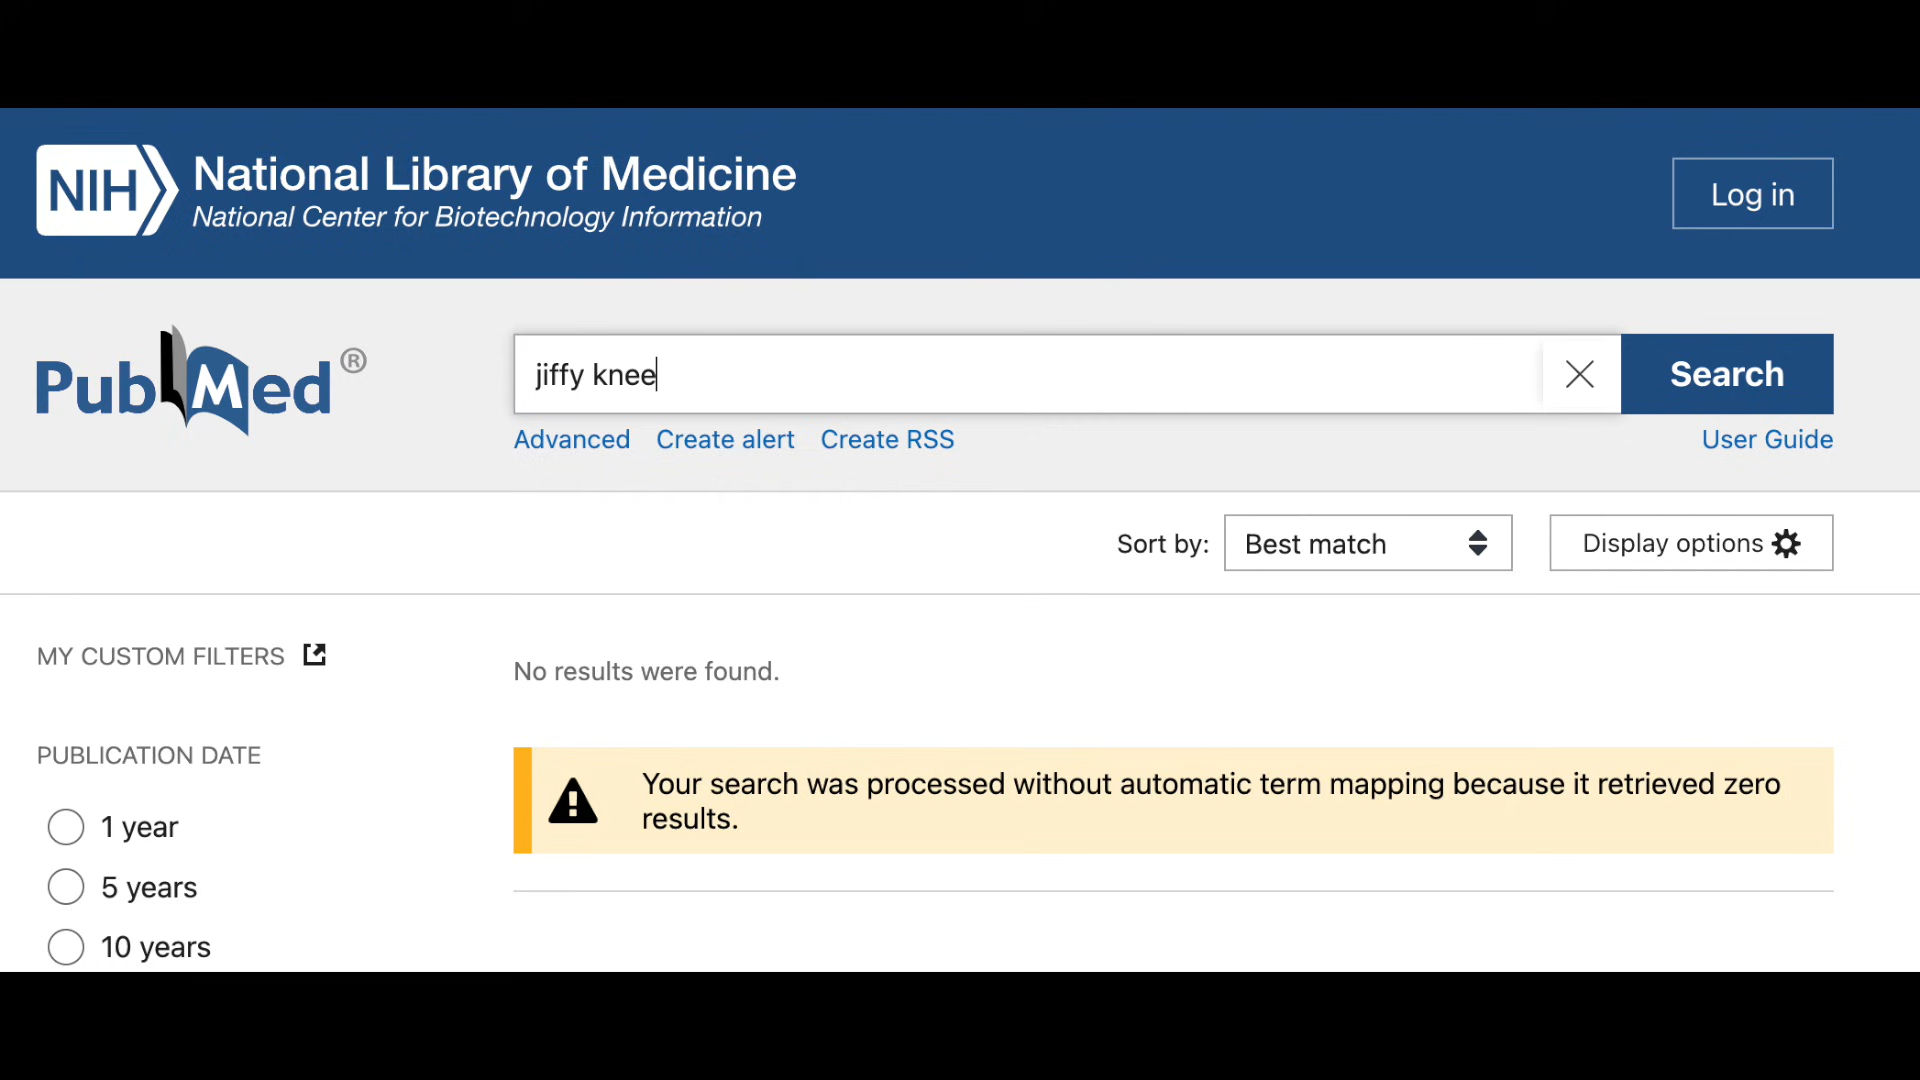 NIH National Library of Medicine
National Center for Biotechnology Information
Log in
PubMed®
jiffy knee
Search
Advanced Create alert Create RSS User Guide
Sort by: Best match Display options
MY CUSTOM FILTERS
No results were found.
PUBLICATION DATE
Your search was processed without automatic term mapping because it retrieved zero
results.
1 year
5 years
10 years